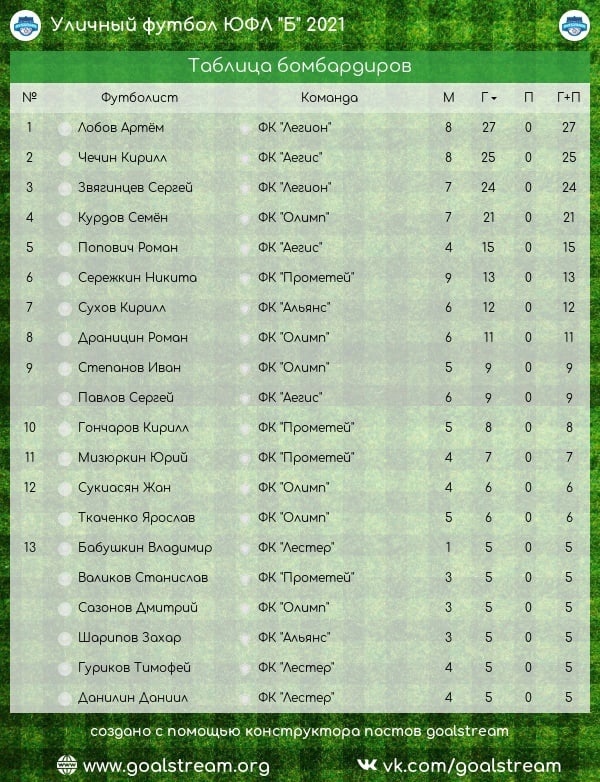 Уличный футбол ЮФЛ "Б" 2021
Таблица бомбардиров
№ Футболист Команда М Г П Г+П
1 Лобов Артём ФК "Легион" 8 27 0 27
2 Чечин Кирилл ФК "Аегис" 8 25 0 25
3 Звягинцев Сергей ФК "Легион" 7 24 0 24
4 Курдов Семён ФК "Олимп" 7 21 0 21
5 Попович Роман ФК "Аегис" 4 15 0 15
6 Сережкин Никита ФК "Прометей" 9 13 0 13
7 Сухов Кирилл ФК "Альянс" 6 12 0 12
8 Драницин Роман ФК "Олимп" 6 11 0 11
9 Степанов Иван ФК "Олимп" 5 9 0 9
Павлов Сергей ФК "Аегис" 6 9 0 9
10 Гончаров Кирилл ФК "Прометей" 5 8 0 8
11 Мизюркин Юрий ФК "Прометей" 4 7 0 7
12 Сукиасян Жан ФК "Олимп" 4 6 0 6
Ткаченко Ярослав ФК "Олимп" 5 6 0 6
13 Бабушкин Владимир ФК "Лестер" 1 5 0 5
Валиков Станислав ФК "Прометей" 3 5 0 5
Сазонов Дмитрий ФК "Олимп" 3 5 0 5
Шарипов Захар ФК "Альянс" 3 5 0 5
Гуриков Тимофей ФК "Лестер" 4 5 0 5
Данилин Даниил ФК "Лестер" 4 5 0 5
создано с помощью конструктора постов goalstream
www.goalstream.org vk.com/goalstream